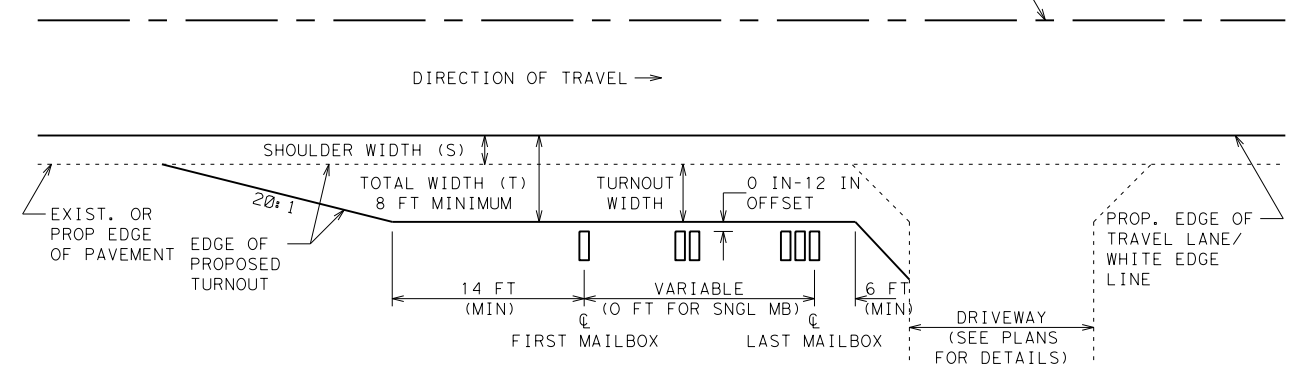 DIRECTION OF TRAVEL
SHOULDER WIDTH (S)
TOTAL WIDTH (T)
8 FT MINIMUM
TURNOUT
WIDTH
0 IN-12 IN
OFFSET
20:1
EXIST. OR
PROP EDGE
OF PAVEMENT
EDGE OF
PROPOSED
TURNOUT
PROP. EDGE OF
TRAVEL LANE/
WHITE EDGE
LINE
14 FT
(MIN)
VARIABLE
(0 FT FOR SNGL MB)
6 FT
(MIN)
℄
FIRST MAILBOX
℄
LAST MAILBOX
DRIVEWAY
(SEE PLANS
FOR DETAILS)